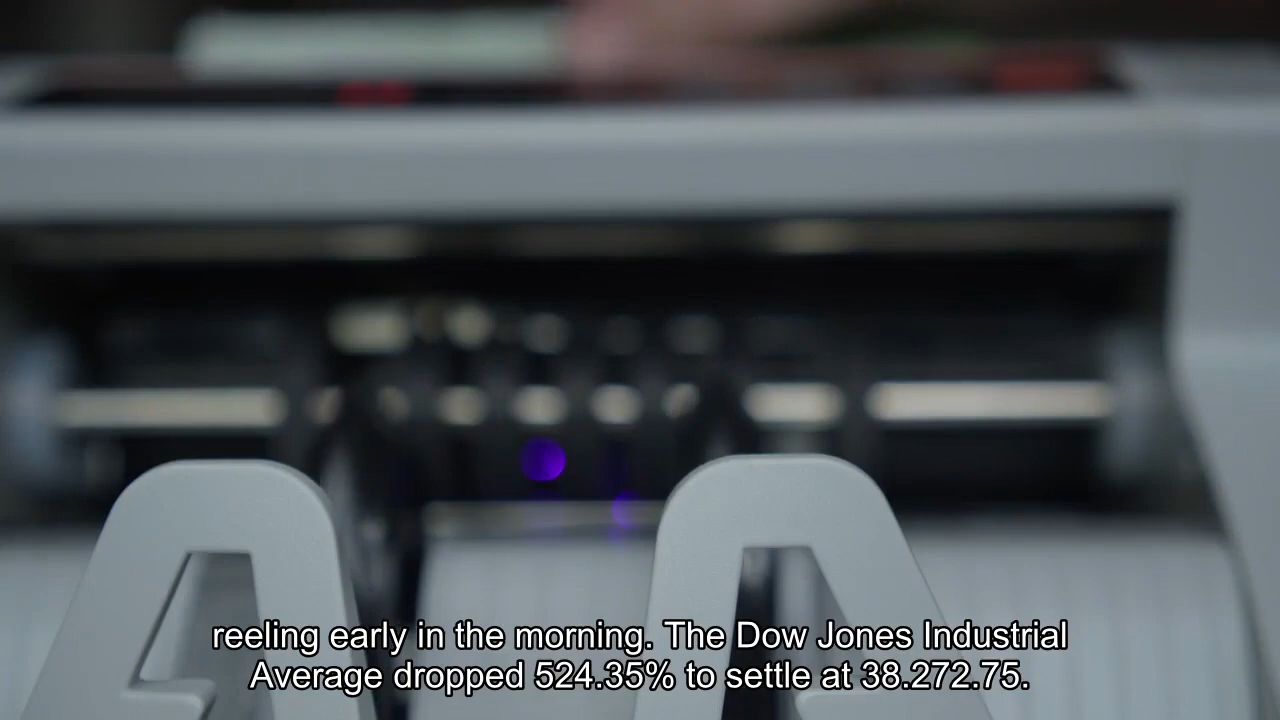 reeling early in the morning. The Dow Jones Industrial
Average dropped 524.35% to settle at 38.272.75.